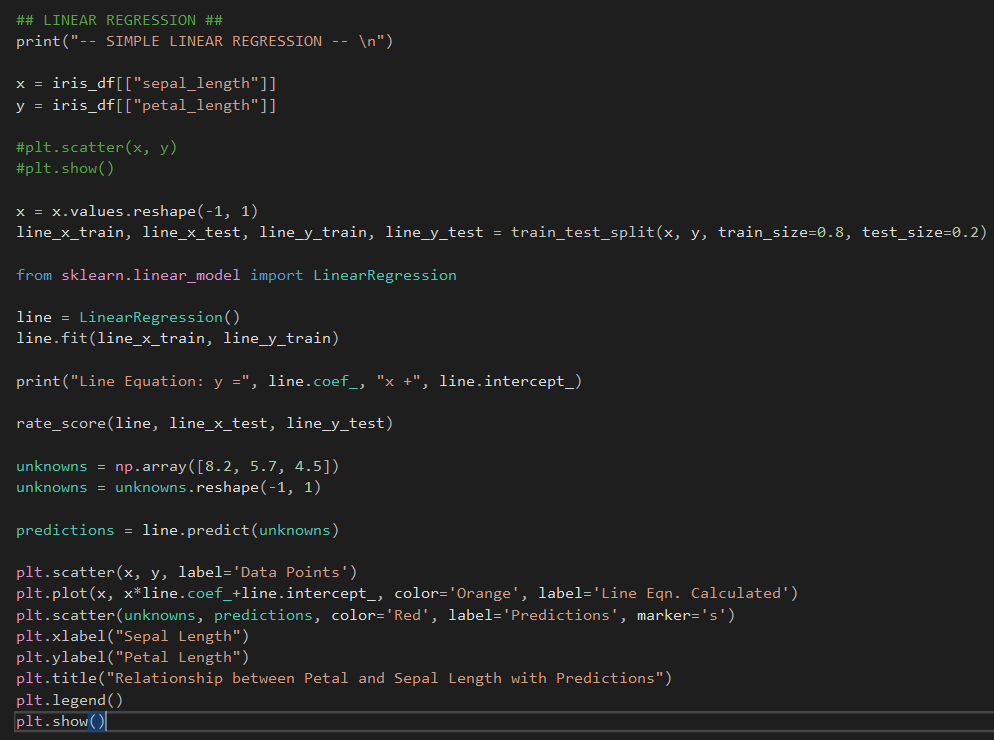 ## LINEAR REGRESSION ##
print("-- SIMPLE LINEAR REGRESSION -- \n")
x = iris_df[["sepal_length"]]
y = iris_df[["petal_length"]]
#plt.scatter(x, y)
#plt.show()
x = x.values.reshape(-1, 1)
line_x_train, line_x_test, line_y_train, line_y_test = train_test_split(x, y, train_size=0.8, test_size=0.2)
from sklearn.linear_model import LinearRegression
line = LinearRegression()
line.fit(line_x_train, line_y_train)
print("Line Equation: y =", line.coef_, "x +", line.intercept_)
rate_score(line, line_x_test, line_y_test)
unknowns = np.array([8.2, 5.7, 4.5])
unknowns = unknowns.reshape(-1, 1)
predictions = line.predict(unknowns)
plt.scatter(x, y, label='Data Points')
plt.plot(x, x*line.coef_+line.intercept_, color='Orange', label='Line Eqn. Calculated')
plt.scatter(unknowns, predictions, color='Red', label='Predictions', marker='s')
plt.xlabel("Sepal Length")
plt.ylabel("Petal Length")
plt.title("Relationship between Petal and Sepal Length with Predictions")
plt.legend()
plt.show()